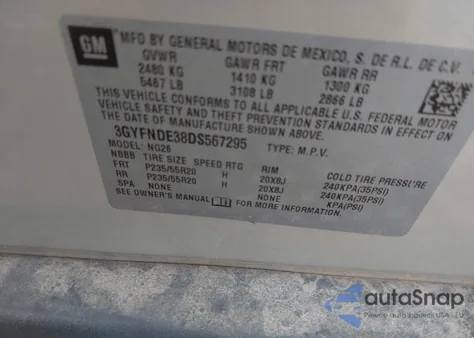 GM
MFD BY GENERAL MOTORS DE MEXICO, S. DE R.L. DE C.V.
GVWR GAWR FRT GAWR RR
2480 KG 1410 KG 1300 KG
5467 LB 3108 LB 2866 LB
THIS VEHICLE CONFORMS TO ALL APPLICABLE U.S. FEDERAL MOTOR
VEHICLE SAFETY AND THEFT PREVENTION STANDARDS IN EFFECT ON
THE DATE OF MANUFACTURE SHOWN ABOVE.
3GYFNDE38DS567295 TYPE: M.P.V.
NAME: NG26
NBBB TIRE SIZE SPEED RTG RIM COLD TIRE PRESSURE
FRT P235/55R20 H 20X8J 240KPA(35PSI)
RR P235/55R20 H 20X8J 240KPA(35PSI)
SPA NONE NONE KPA(PSI)
SEE OWNER'S MANUAL FOR MORE INFORMATION.
autoSnap